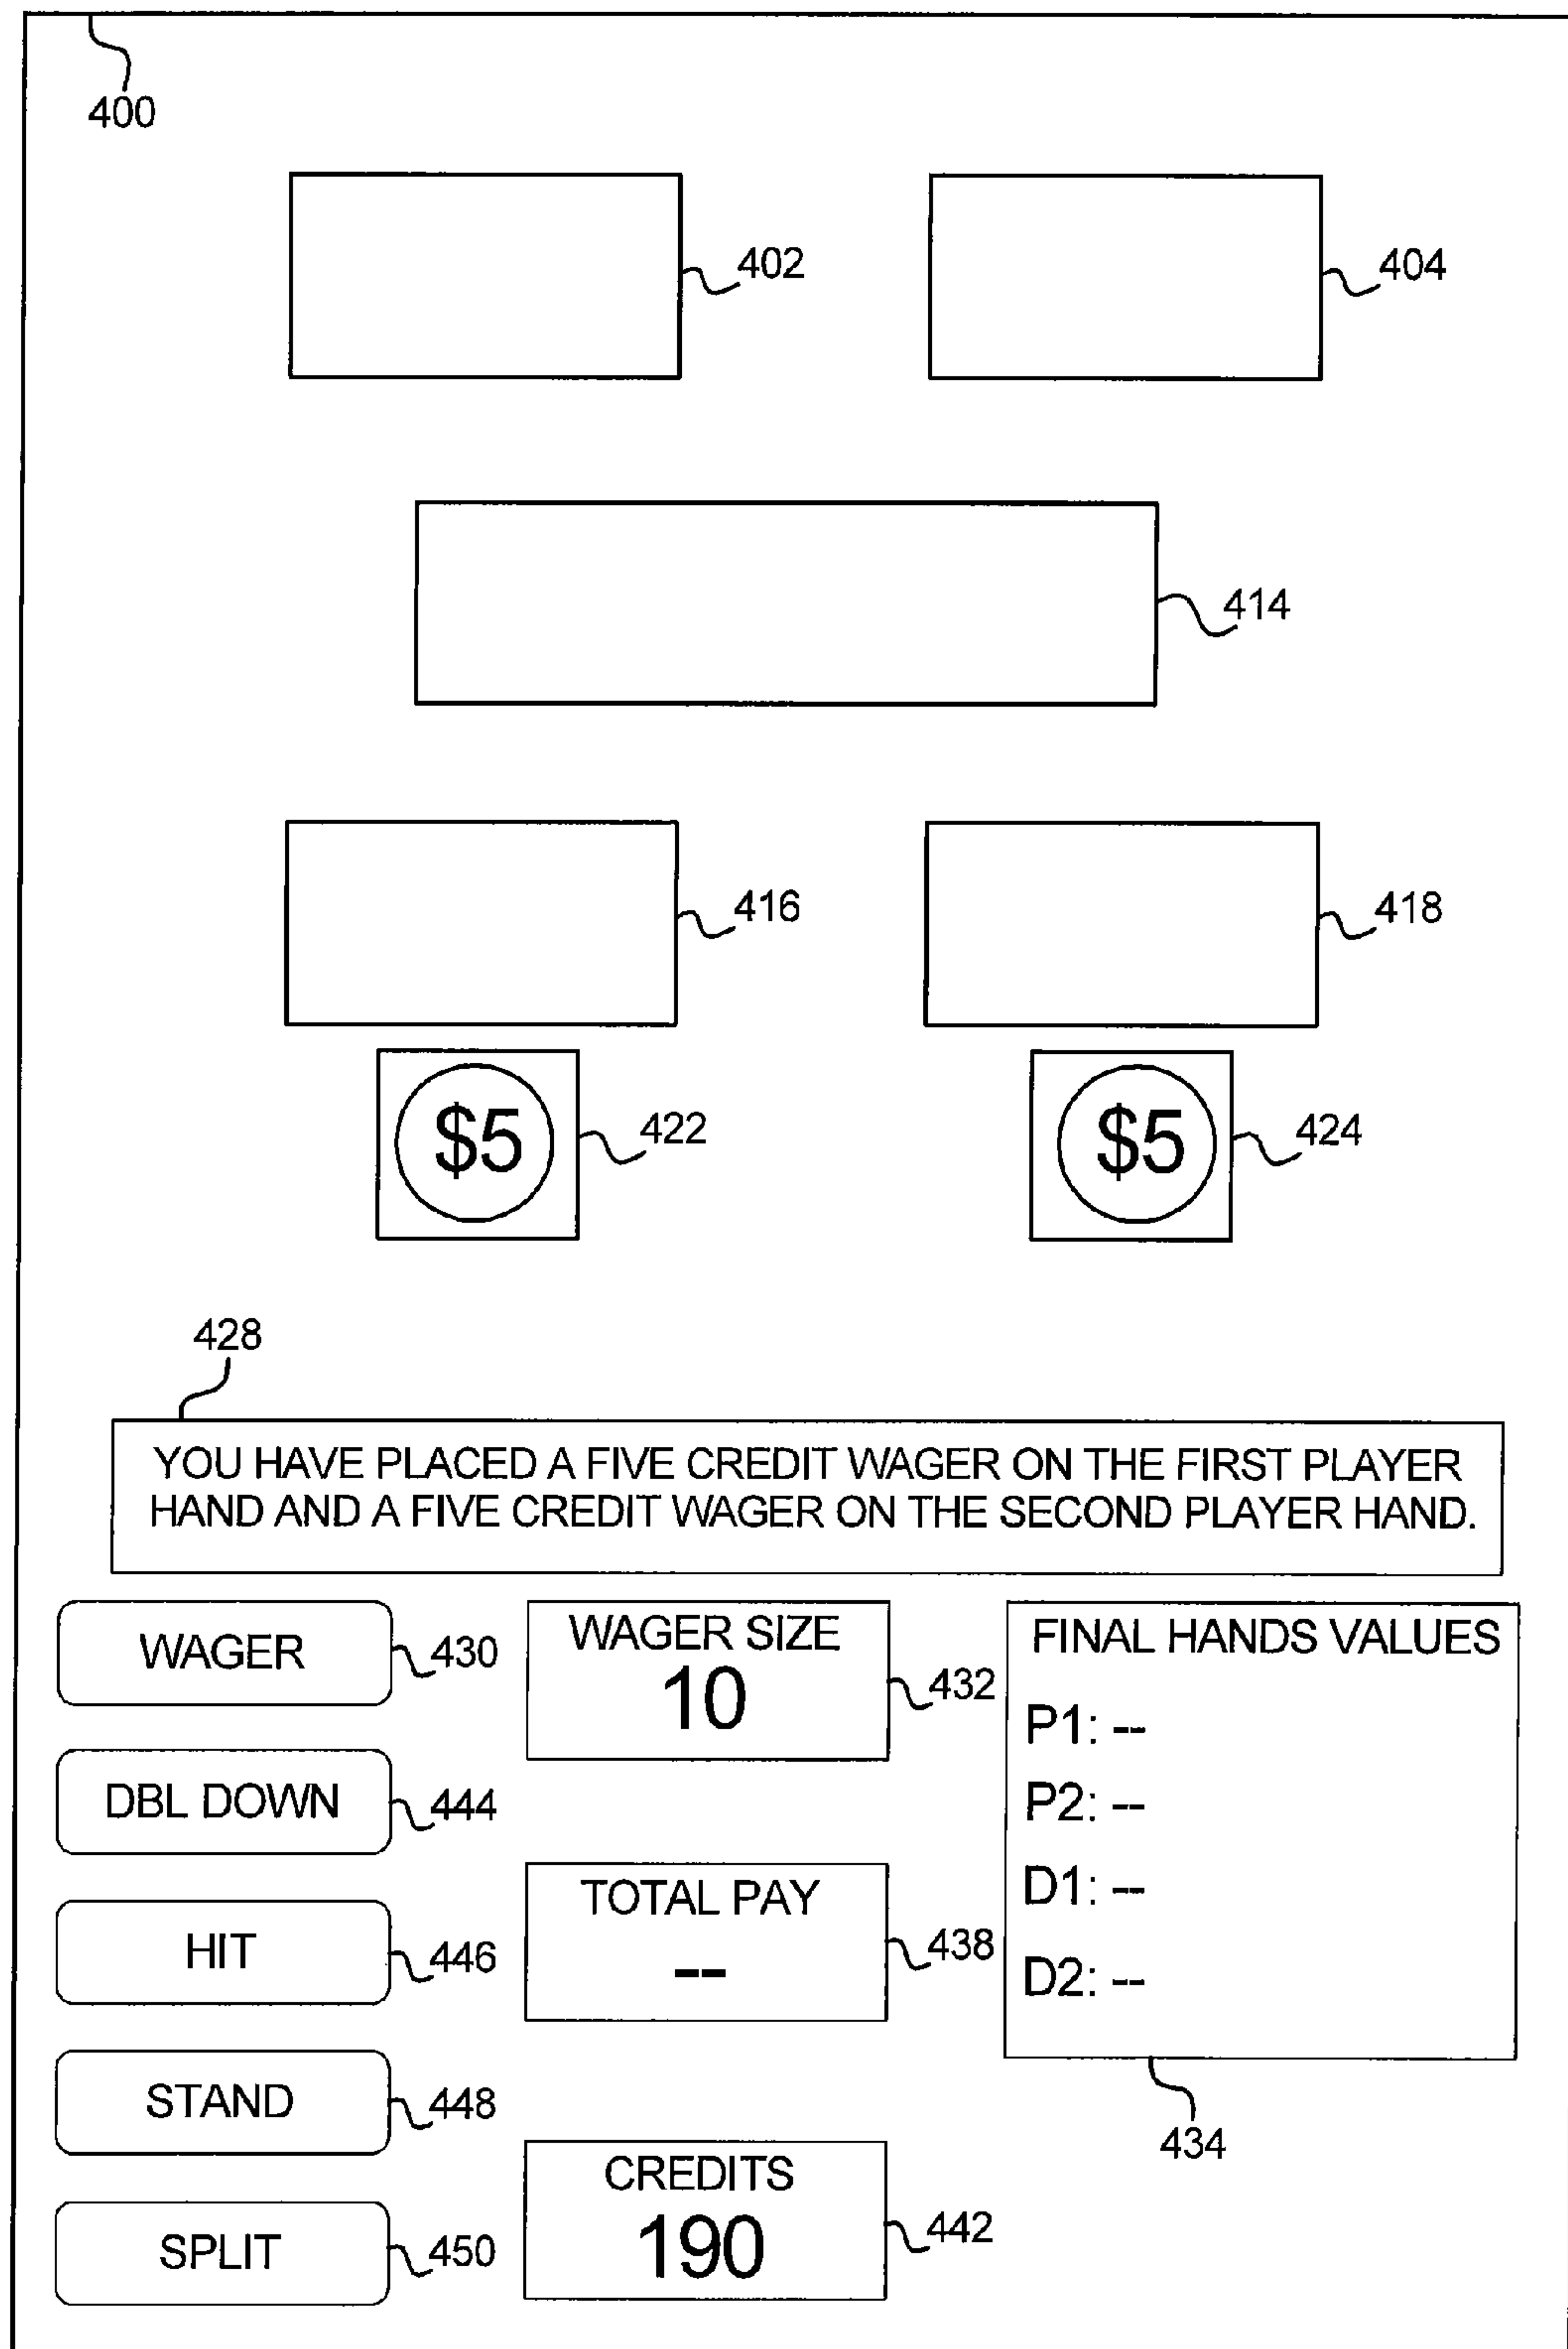 400
402
404
414
416
418
$5
422
$5
424
428
YOU HAVE PLACED A FIVE CREDIT WAGER ON THE FIRST PLAYER
HAND AND A FIVE CREDIT WAGER ON THE SECOND PLAYER HAND.
WAGER
430
DBL DOWN
444
HIT
446
STAND
448
SPLIT
450
WAGER SIZE
10
432
TOTAL PAY
--
438
CREDITS
190
442
FINAL HANDS VALUES
P1: --
P2: --
D1: --
D2: --
434